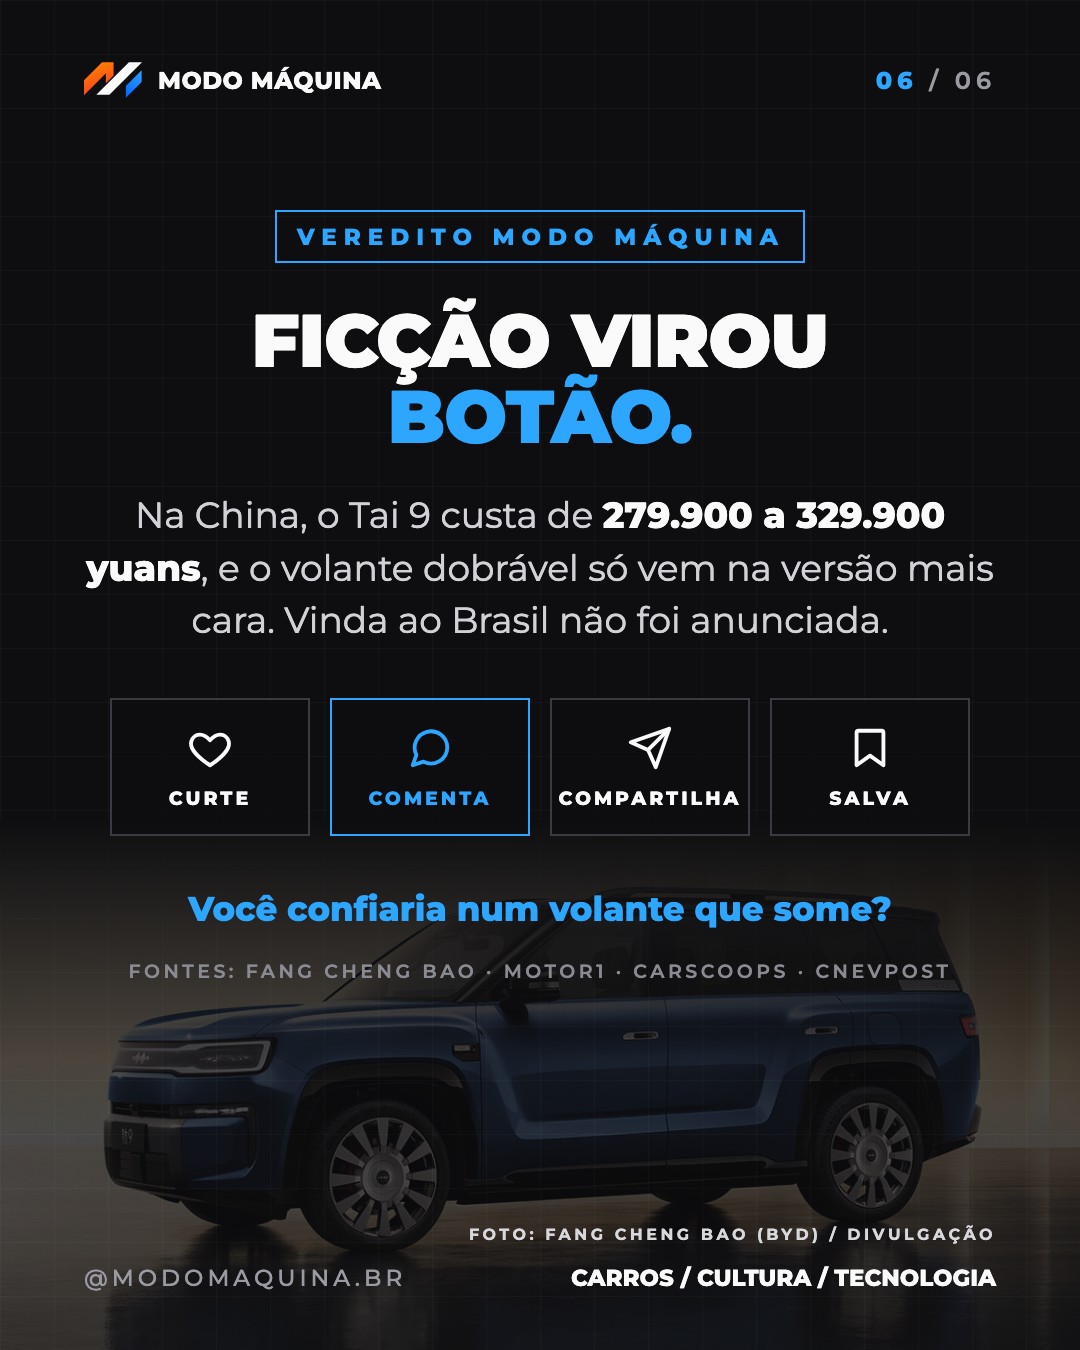 MODO MÁQUINA
06 / 06
VEREDITO MODO MÁQUINA
FICÇÃO VIROU
BOTÃO.
Na China, o Tai 9 custa de 279.900 a 329.900
yuans, e o volante dobrável só vem na versão mais
cara. Vinda ao Brasil não foi anunciada.
CURTE
COMENTA
COMPARTILHA
SALVA
Você confiaria num volante que some?
FONTES: FANG CHENG BAO · MOTOR1 · CARSCOOPS · CNEVPOST
FOTO: FANG CHENG BAO (BYD) / DIVULGAÇÃO
@MODOMAQUINA.BR
CARROS / CULTURA / TECNOLOGIA